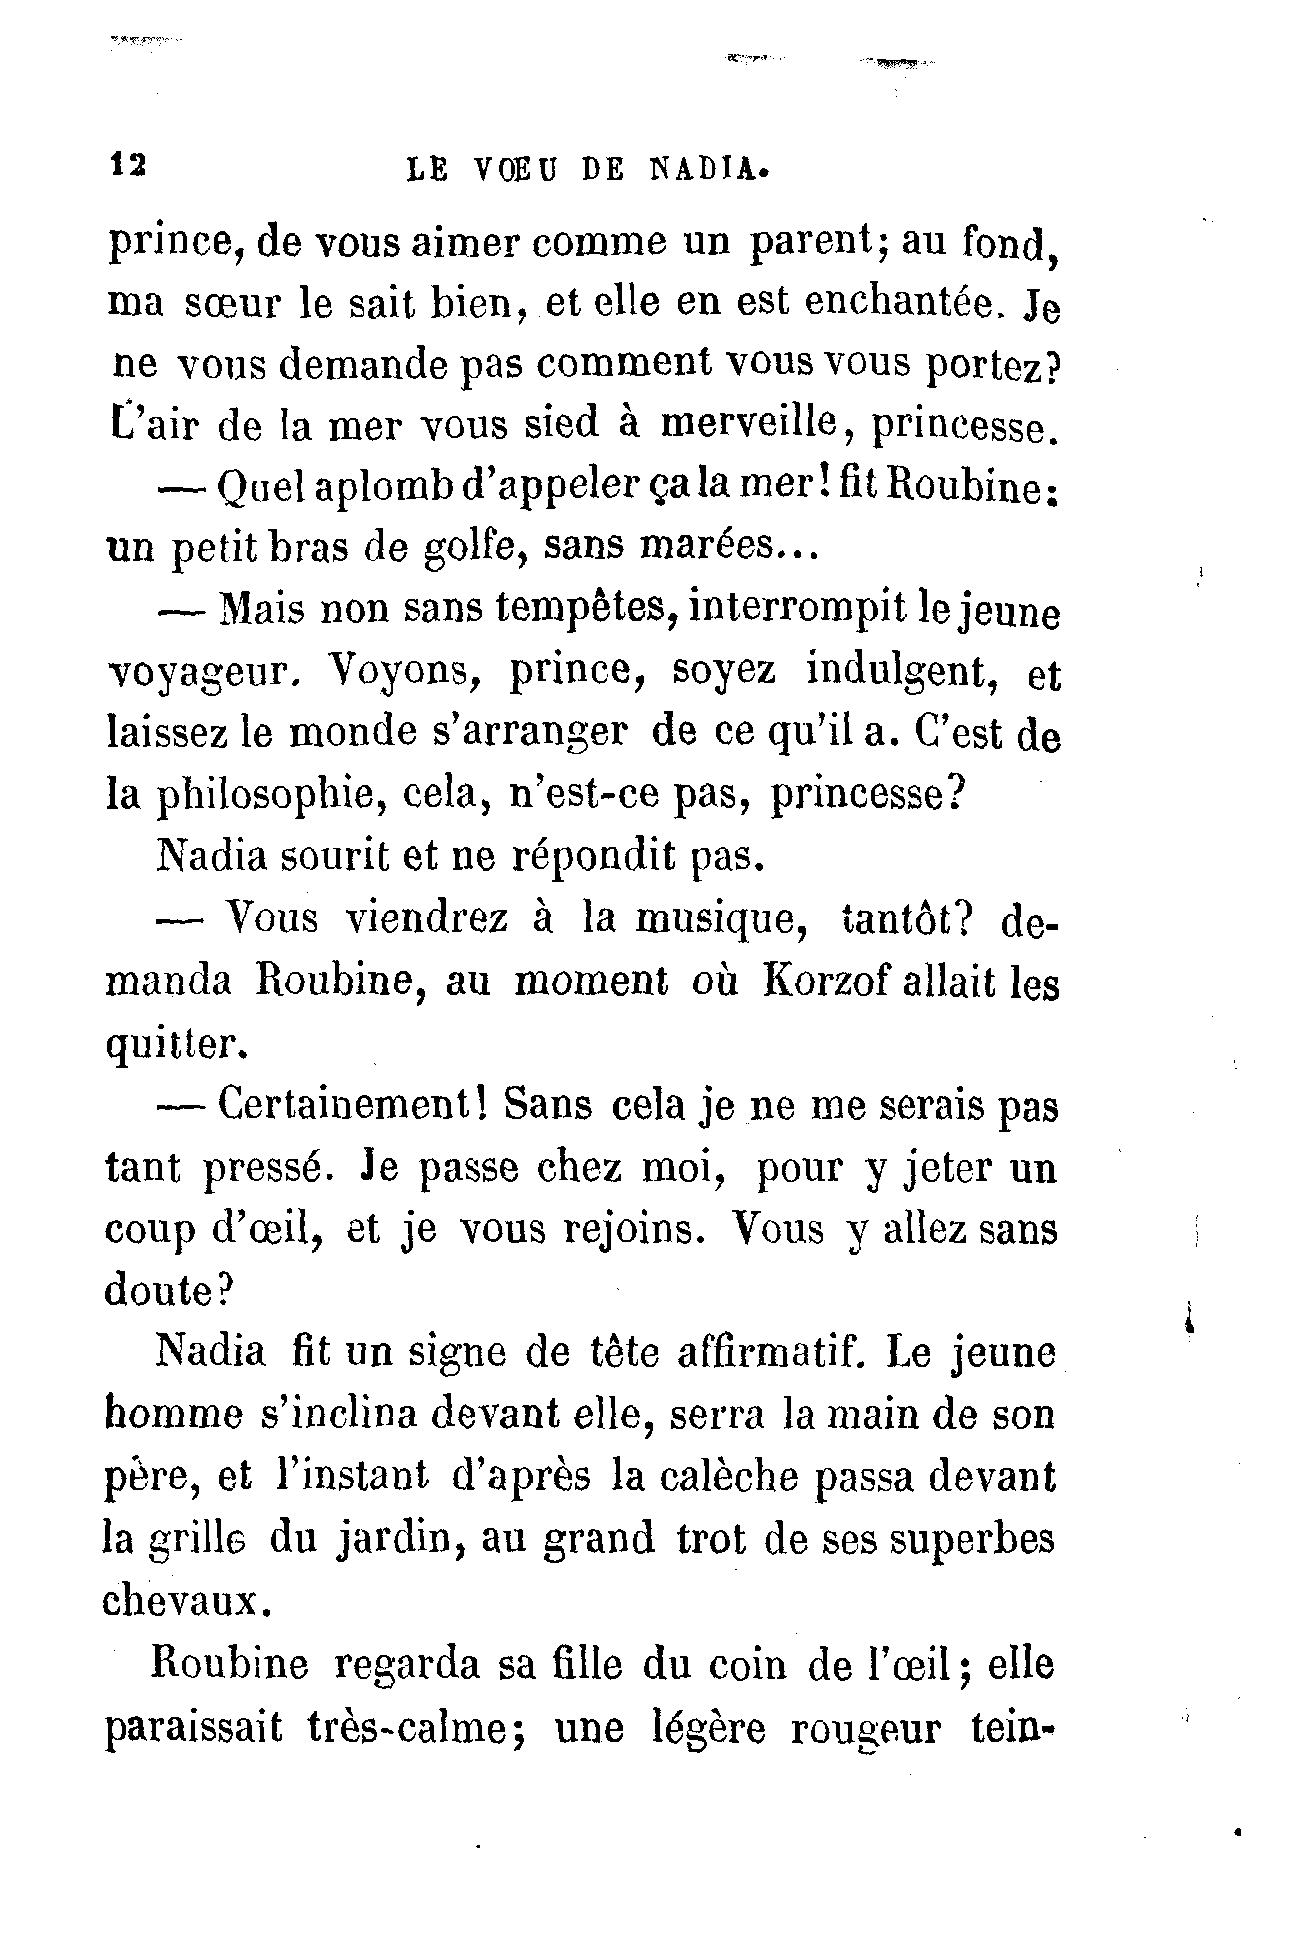 12 LE VŒU DE NADIA.
prince, de vous aimer comme un parent; au fond,
ma sœur le sait bien, et elle en est enchantée. Je
ne vous demande pas comment vous vous portez?
L'air de la mer vous sied à merveille, princesse.
— Quel aplomb d'appeler ça la mer! fit Roubine:
un petit bras de golfe, sans marées...
— Mais non sans tempêtes, interrompit le jeune
voyageur. Voyons, prince, soyez indulgent, et
laissez le monde s'arranger de ce qu'il a. C'est de
la philosophie, cela, n'est-ce pas, princesse?
Nadia sourit et ne répondit pas.
— Vous viendrez à la musique, tantôt? de-
manda Roubine, au moment où Korzof allait les
quitter.
— Certainement! Sans cela je ne me serais pas
tant pressé. Je passe chez moi, pour y jeter un
coup d'œil, et je vous rejoins. Vous y allez sans
doute?
Nadia fit un signe de tête affirmatif. Le jeune
homme s'inclina devant elle, serra la main de son
père, et l'instant d'après la calèche passa devant
la grille du jardin, au grand trot de ses superbes
chevaux.
Roubine regarda sa fille du coin de l'œil; elle
paraissait très-calme; une légère rougeur tein-